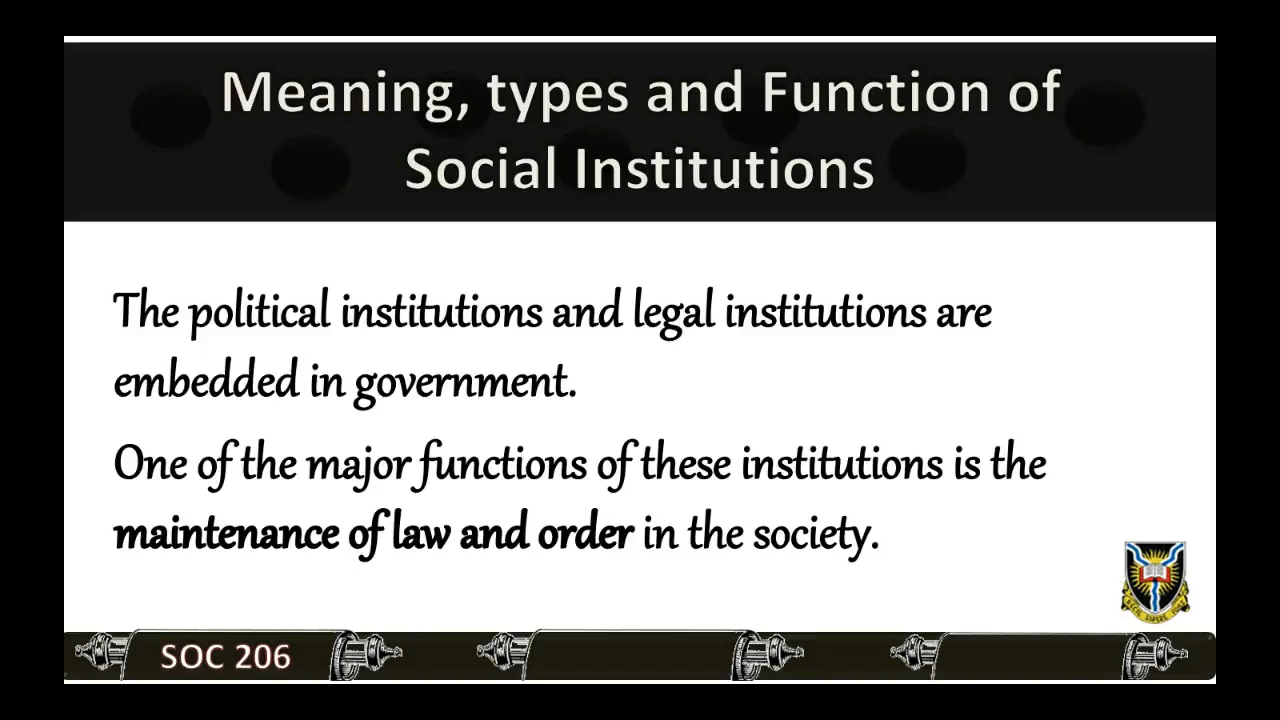 Meaning, types and Function of
Social Institutions
The political institutions and legal institutions are
embedded in government.
One of the major functions of these institutions is the
maintenance of law and order in the society.
SOC 206